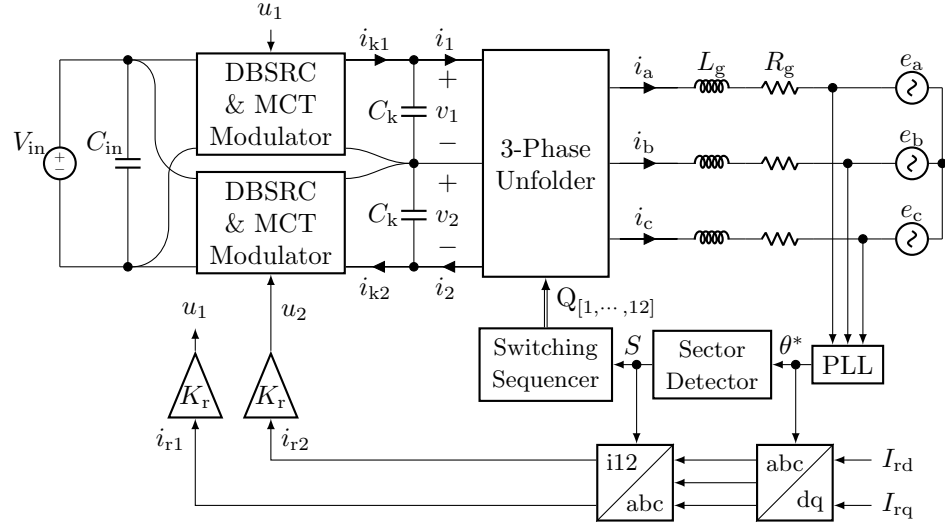 u1
ik1 i1
DBSRC
& MCT
Modulator
+
Ck v1
−
Vin + − Cin
DBSRC
& MCT
Modulator
+
Ck v2
−
ik2 i2
3-Phase
Unfolder
ia Lg Rg ea
ib eb
ic ec
u1 u2
Q[1,⋯,12]
Switching
Sequencer
S
Sector
Detector
θ*
PLL
Kr Kr
ir1 ir2
i12
abc
abc
dq
Ird
Irq